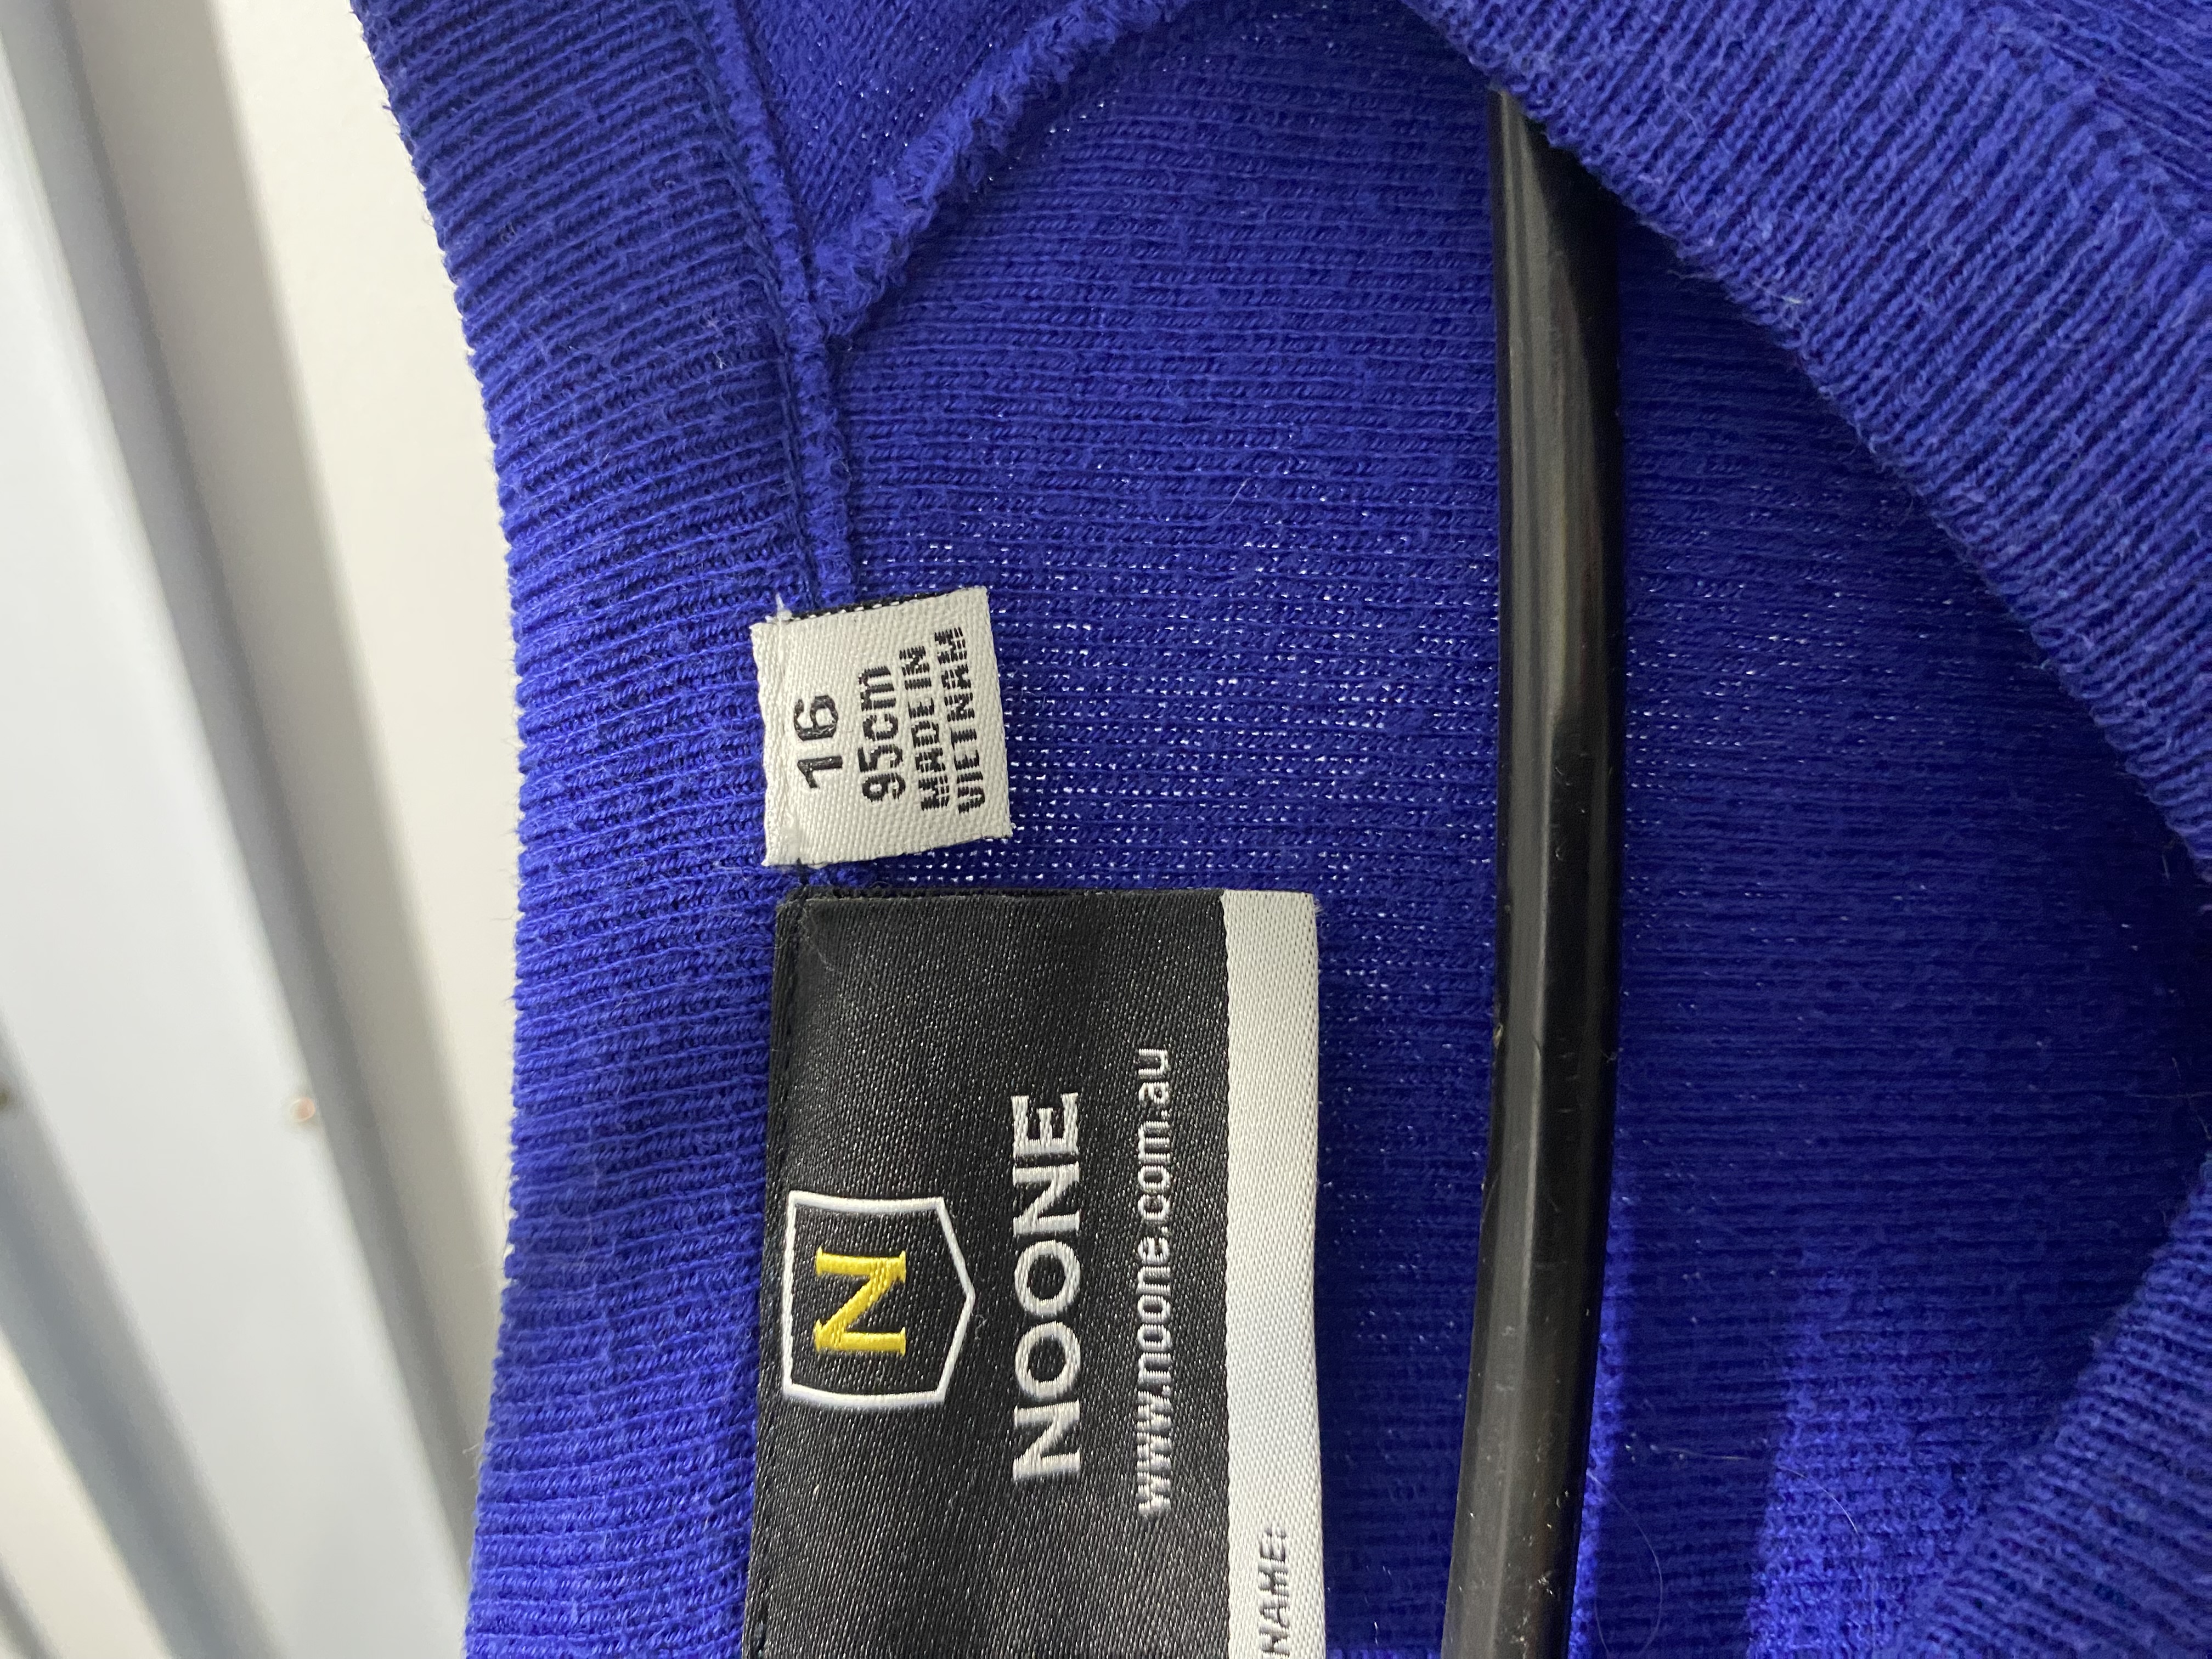 16
95cm
MADE IN
VIETNAM
N
NOONE
www.noone.com.au
NAME: